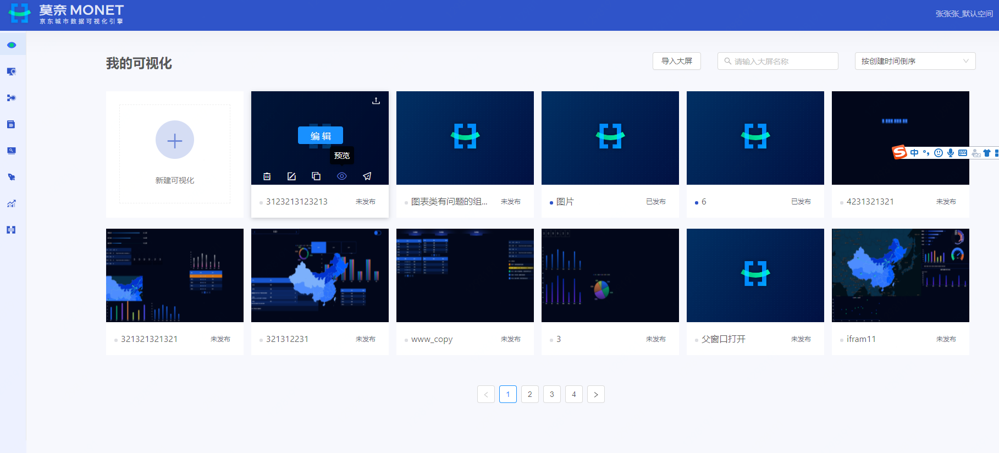 莫奈 MONET
京东城市数据可视化引擎
张张张_默认空间
我的可视化
导入大屏
请输入大屏名称
按创建时间倒序
新建可视化
编辑
预览
3123213123213 未发布
图表类有问题的组... 未发布
图片 已发布
6 已发布
4231321321 未发布
中
321321321321 未发布
321312231 未发布
www_copy 未发布
3 未发布
父窗口打开 未发布
ifram11 未发布
1 2 3 4